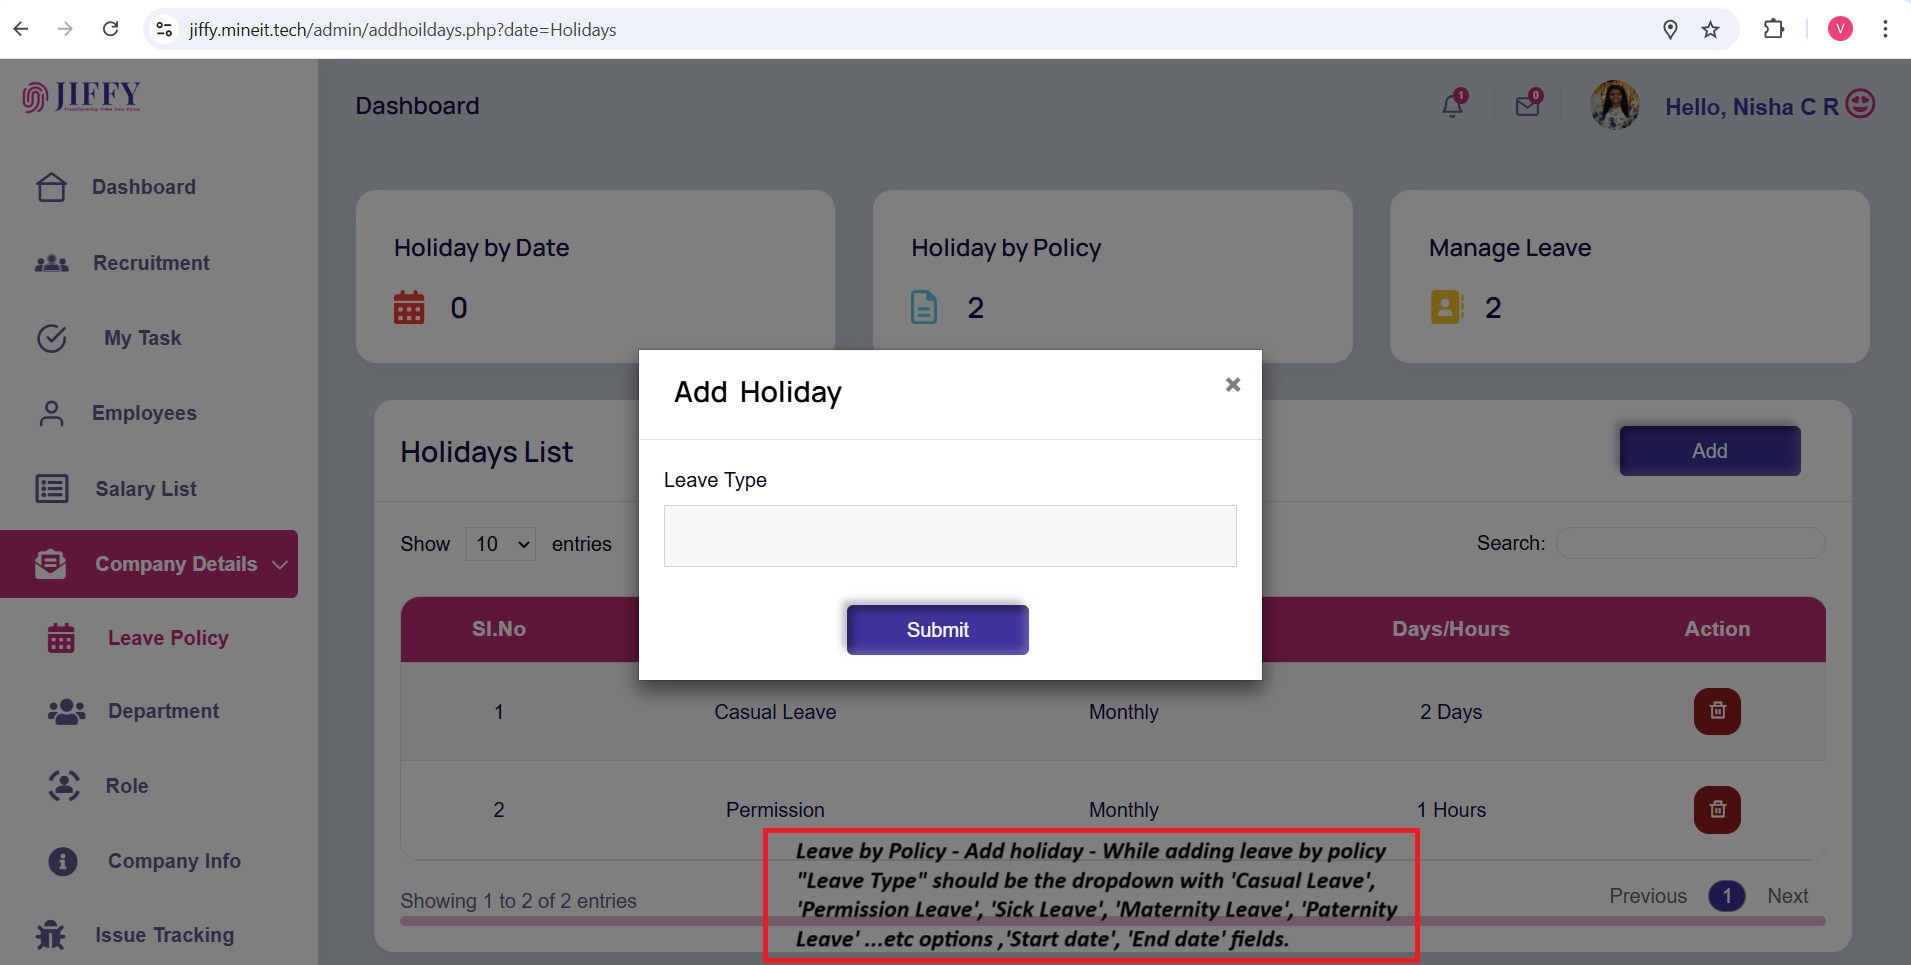 jiffy.mineit.tech/admin/addhoildays.php?date=Holidays
V
JIFFY
Dashboard
1
0
Hello, Nisha C R
Dashboard
Recruitment
My Task
Employees
Salary List
Company Details
Leave Policy
Department
Role
Company Info
Issue Tracking
Holiday by Date
0
Holiday by Policy
2
Manage Leave
2
Add Holiday
×
Leave Type
Submit
Holidays List
Add
Show 10 entries
Search:
Sl.No Days/Hours Action
1 Casual Leave Monthly 2 Days
2 Permission Monthly 1 Hours
Leave by Policy - Add holiday - While adding leave by policy
"Leave Type" should be the dropdown with 'Casual Leave',
'Permission Leave', 'Sick Leave', 'Maternity Leave', 'Paternity
Leave' ...etc options ,'Start date', 'End date' fields.
Showing 1 to 2 of 2 entries
Previous 1 Next